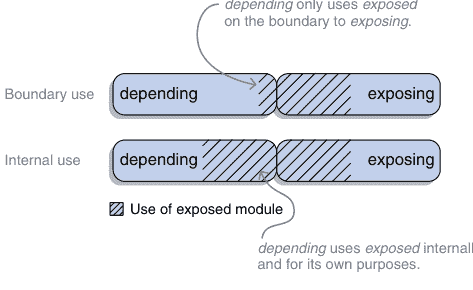 depending only uses exposed
on the boundary to exposing.
Boundary use
depending
exposing
Internal use
depending
exposing
Use of exposed module
depending uses exposed internall
and for its own purposes.